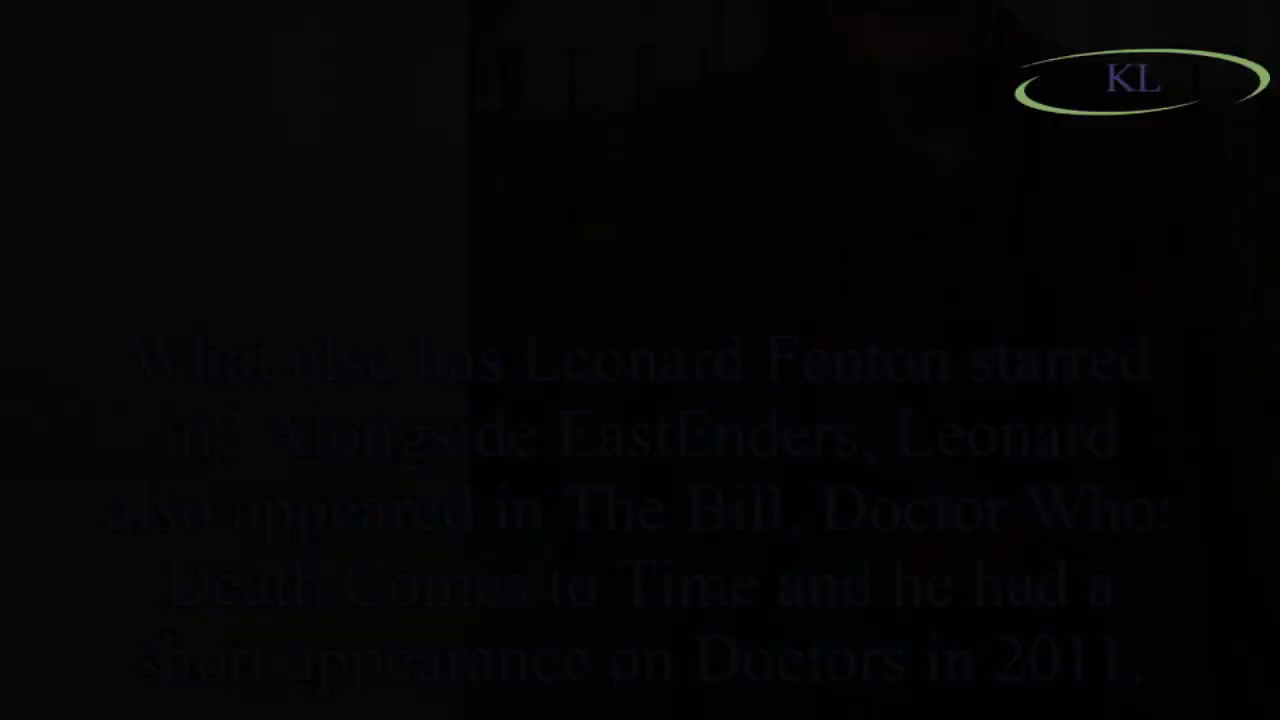 KL
What else has Leonard Fenton starred
in? Alongside EastEnders, Leonard
also appeared in The Bill, Doctor Who:
Death Comes to Time and he had a
short appearance on Doctors in 2011.